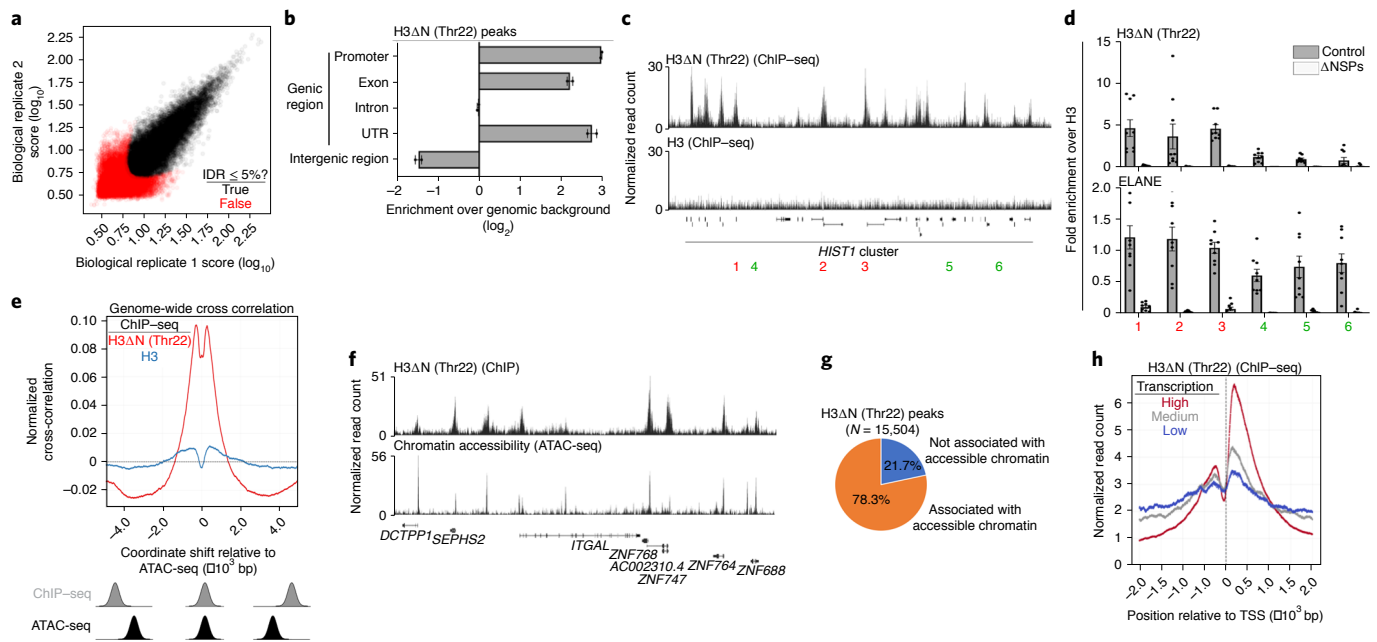 a
Biological replicate 2
score (log10)
2.25
2.00
1.75
1.50
1.25
1.00
0.75
0.50
IDR ≤ 5%?
True
False
0.50
0.75
1.00
1.25
1.50
1.75
2.00
2.25
Biological replicate 1 score (log10)
b
H3ΔN (Thr22) peaks
Genic
region
Promoter
Exon
Intron
UTR
Intergenic region
−2 −1 0 1 2 3
Enrichment over genomic background
(log2)
c
H3ΔN (Thr22) (ChIP–seq)
30
0
H3 (ChIP–seq)
30
0
Normalized read count
HIST1 cluster
1 4 2 3 5 6
d
H3ΔN (Thr22)
Control
ΔNSPs
15
10
5
0
ELANE
2.0
1.5
1.0
0.5
0
Fold enrichment over H3
1 2 3 4 5 6
e
Genome-wide cross correlation
ChIP–seq
H3ΔN (Thr22)
H3
0.10
0.08
0.06
0.04
0.02
0
−0.02
Normalized
cross-correlation
−4.0 −2.0 0 2.0 4.0
Coordinate shift relative to
ATAC-seq (□10³ bp)
ChIP–seq
ATAC-seq
f
H3ΔN (Thr22) (ChIP)
51
0
Chromatin accessibility (ATAC-seq)
56
0
Normalized read count
DCTPP1
SEPHS2
ITGAL
ZNF768
AC002310.4
ZNF747
ZNF764
ZNF688
g
H3ΔN (Thr22) peaks
(N = 15,504)
Not associated with
accessible chromatin
21.7%
78.3%
Associated with
accessible chromatin
h
H3ΔN (Thr22) (ChIP–seq)
Transcription
High
Medium
Low
6
5
4
3
2
1
0
Normalized read count
−2.0
−1.5
−1.0
−0.5
0
0.5
1.0
1.5
2.0
Position relative to TSS (□10³ bp)